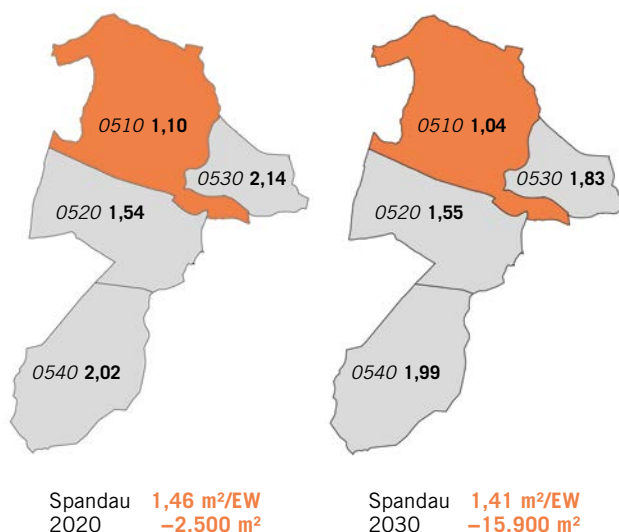 0510 1,10
0530 2,14
0520 1,54
0540 2,02
Spandau 1,46 m²/EW
2020 –2.500 m²
0510 1,04
0530 1,83
0520 1,55
0540 1,99
Spandau 1,41 m²/EW
2030 –15.900 m²